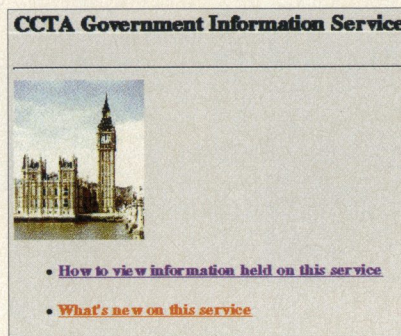 CCTA Government Information Service
How to view information held on this service
What's new on this service